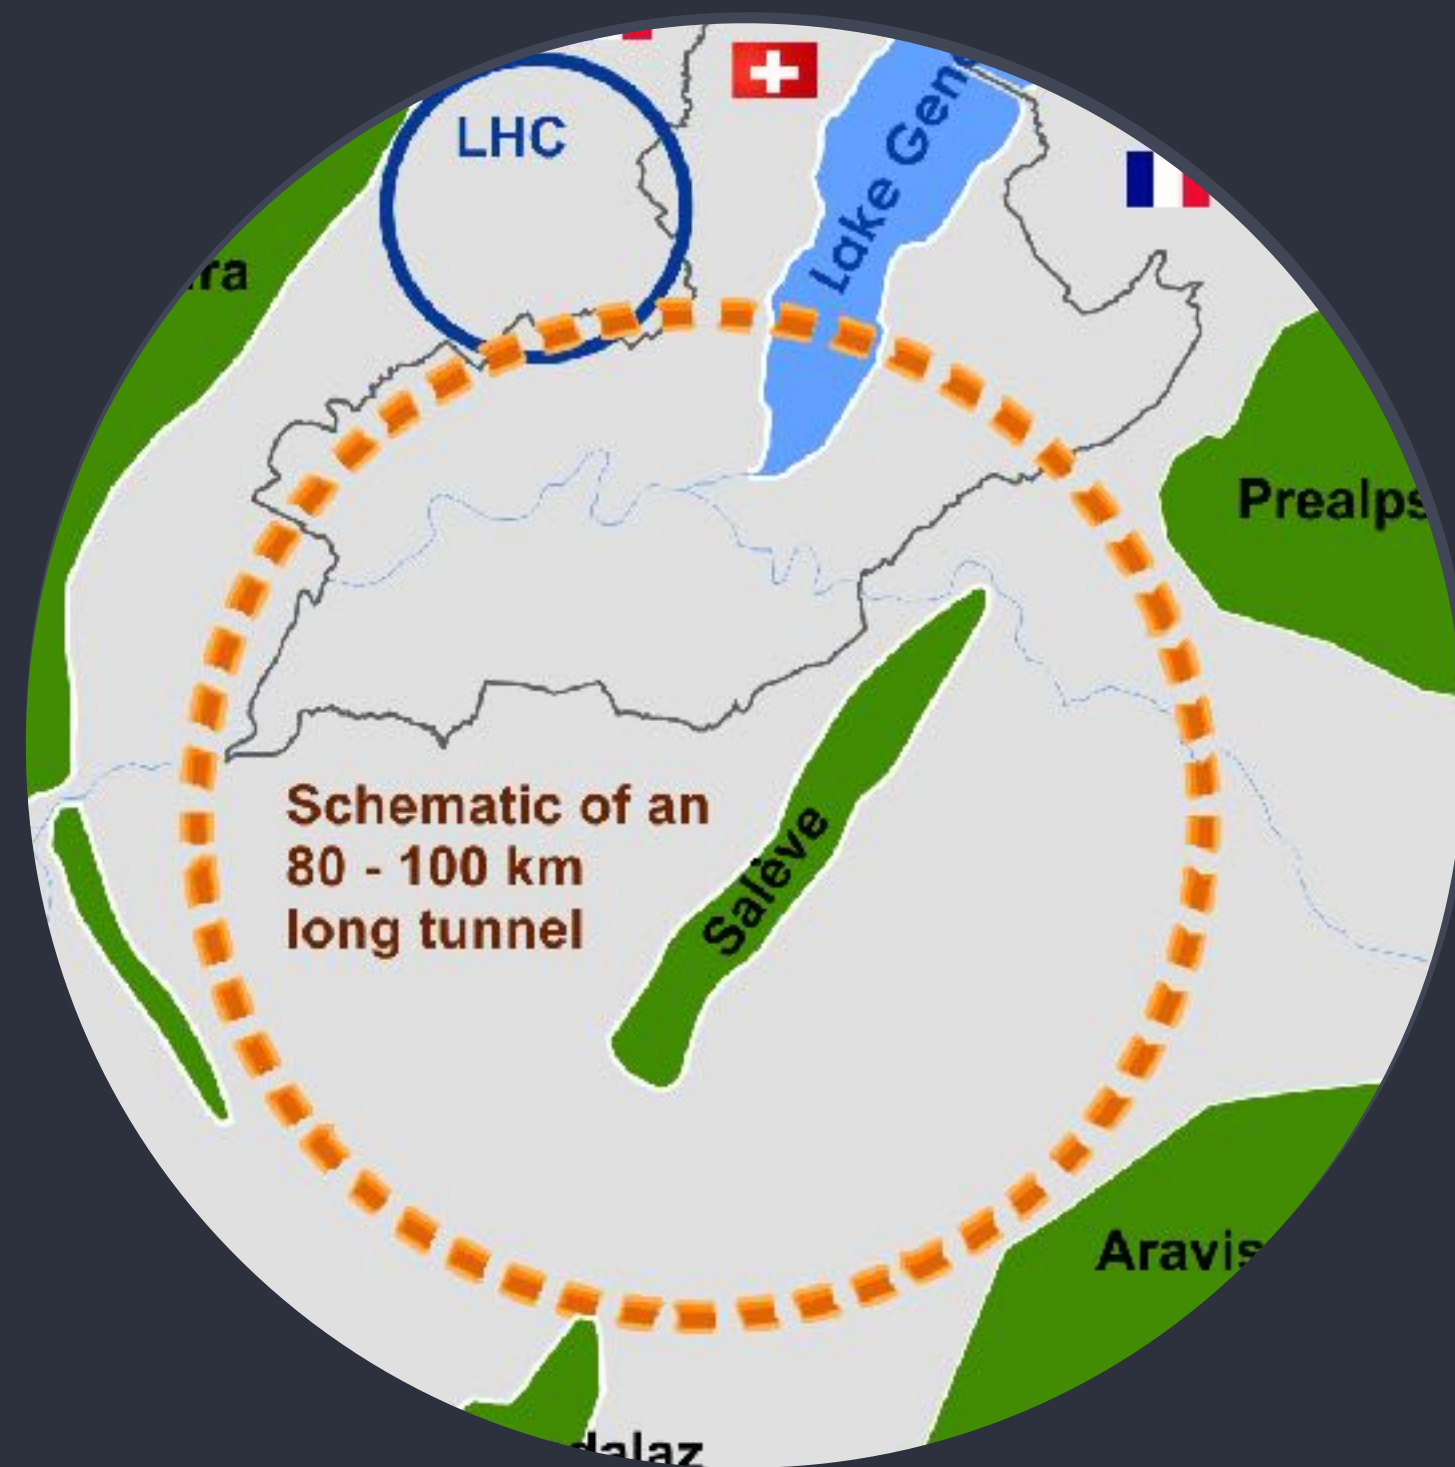 LHC
Lake Gen
ra
Prealps
Schematic of an
80 - 100 km
long tunnel
Salève
Aravis
dalaz